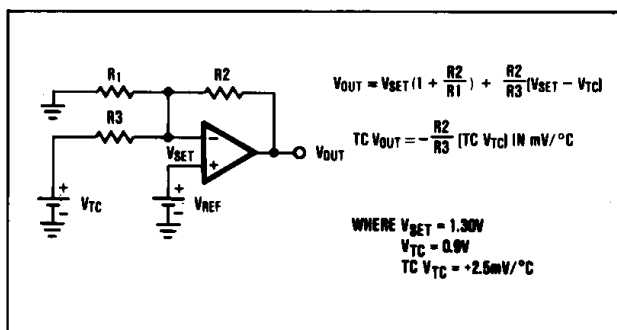 R1
R2
R3
VSET
-
+
VOUT
+
-
VTC
+
-
VREF
VOUT = VSET (1 + R2/R1) + R2/R3 (VSET – VTC)
TC VOUT = – R2/R3 (TC VTC) IN mV/°C
WHERE VSET = 1.30V
VTC = 0.9V
TC VTC = +2.5mV/°C